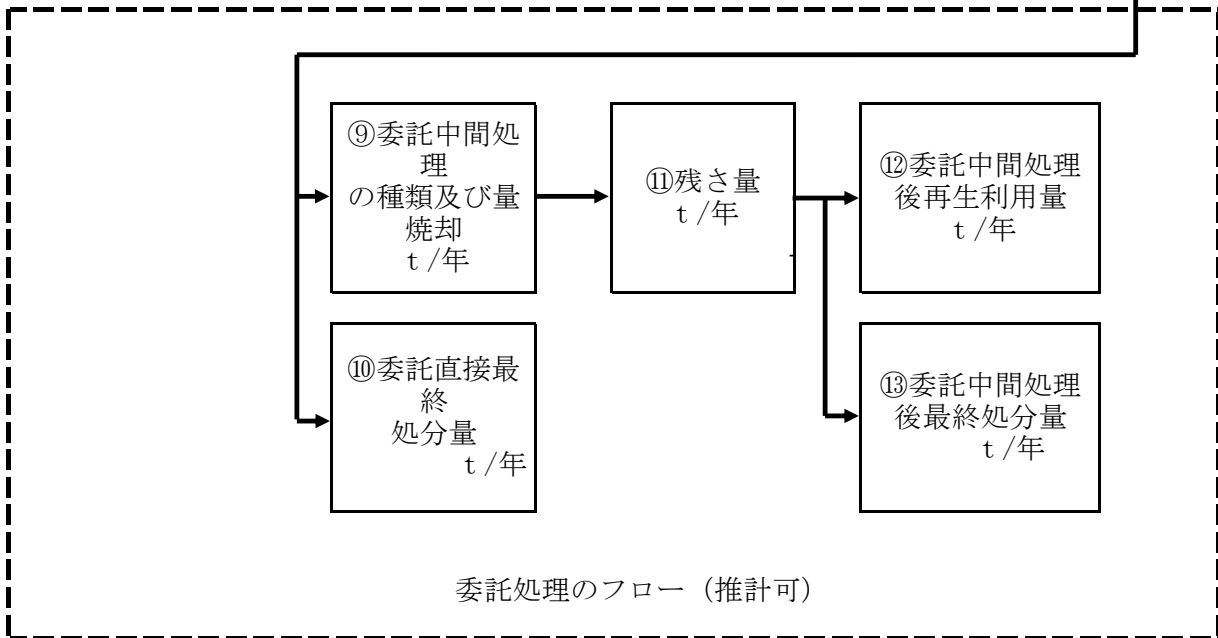 ⑨委託中間処
理
の種類及び量
焼却
ｔ/年
⑪残さ量
ｔ/年
⑫委託中間処理
後再生利用量
ｔ/年
⑩委託直接最
終
処分量
ｔ/年
⑬委託中間処理
後最終処分量
ｔ/年
委託処理のフロー（推計可）